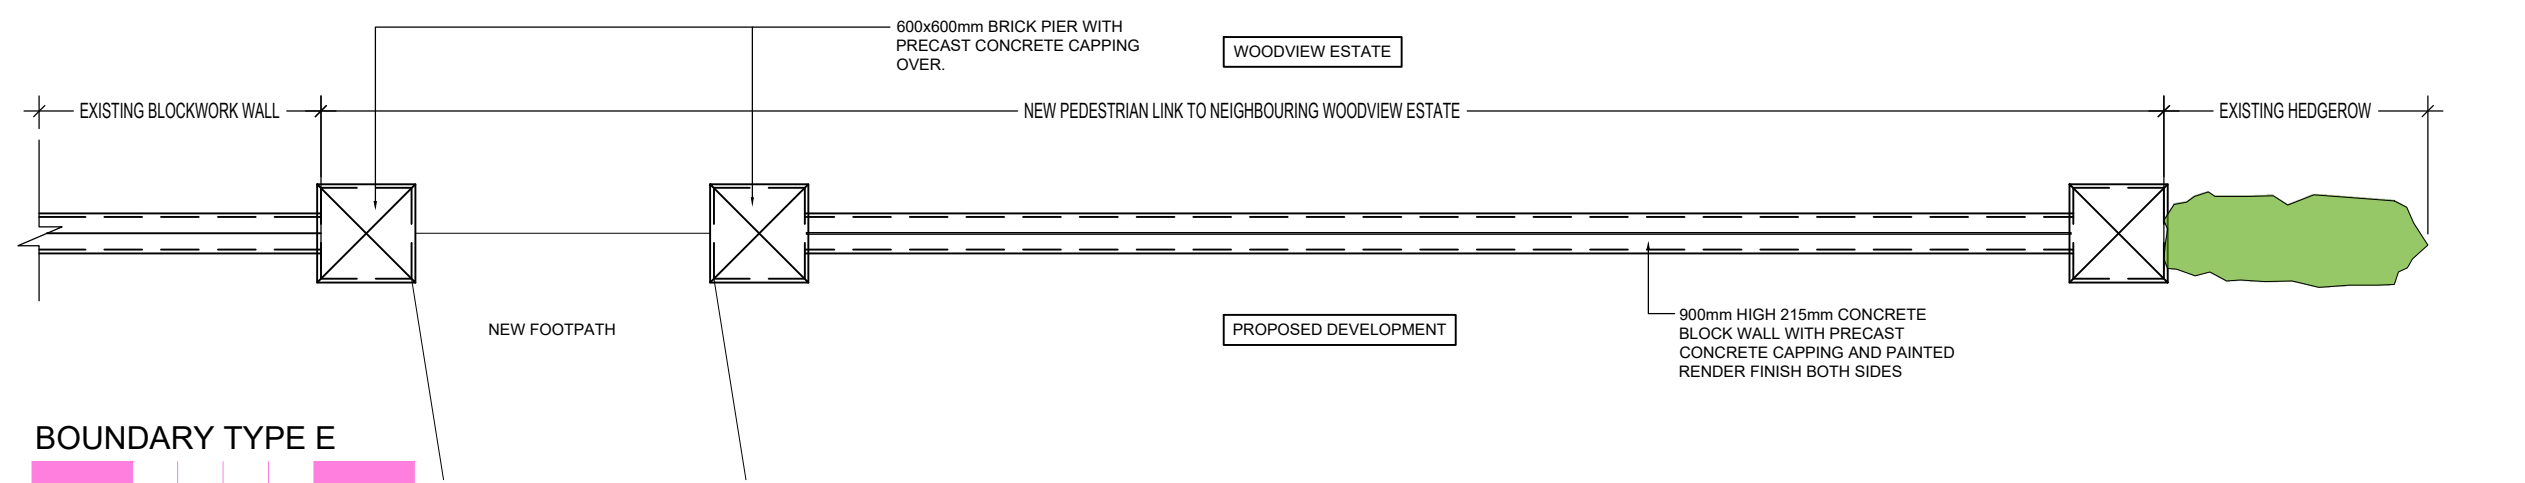 600x600mm BRICK PIER WITH
PRECAST CONCRETE CAPPING
OVER.
WOODVIEW ESTATE
EXISTING BLOCKWORK WALL
NEW PEDESTRIAN LINK TO NEIGHBOURING WOODVIEW ESTATE
EXISTING HEDGEROW
NEW FOOTPATH
PROPOSED DEVELOPMENT
900mm HIGH 215mm CONCRETE
BLOCK WALL WITH PRECAST
CONCRETE CAPPING AND PAINTED
RENDER FINISH BOTH SIDES
BOUNDARY TYPE E